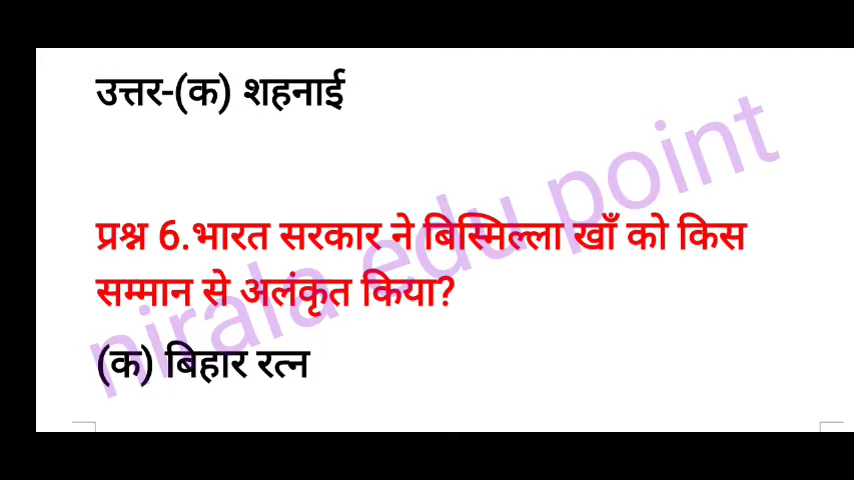 उत्तर-(क) शहनाई
प्रश्न 6.भारत सरकार ने बिस्मिल्ला खाँ को किस
सम्मान से अलंकृत किया?
(क) बिहार रत्न
nirala edu point